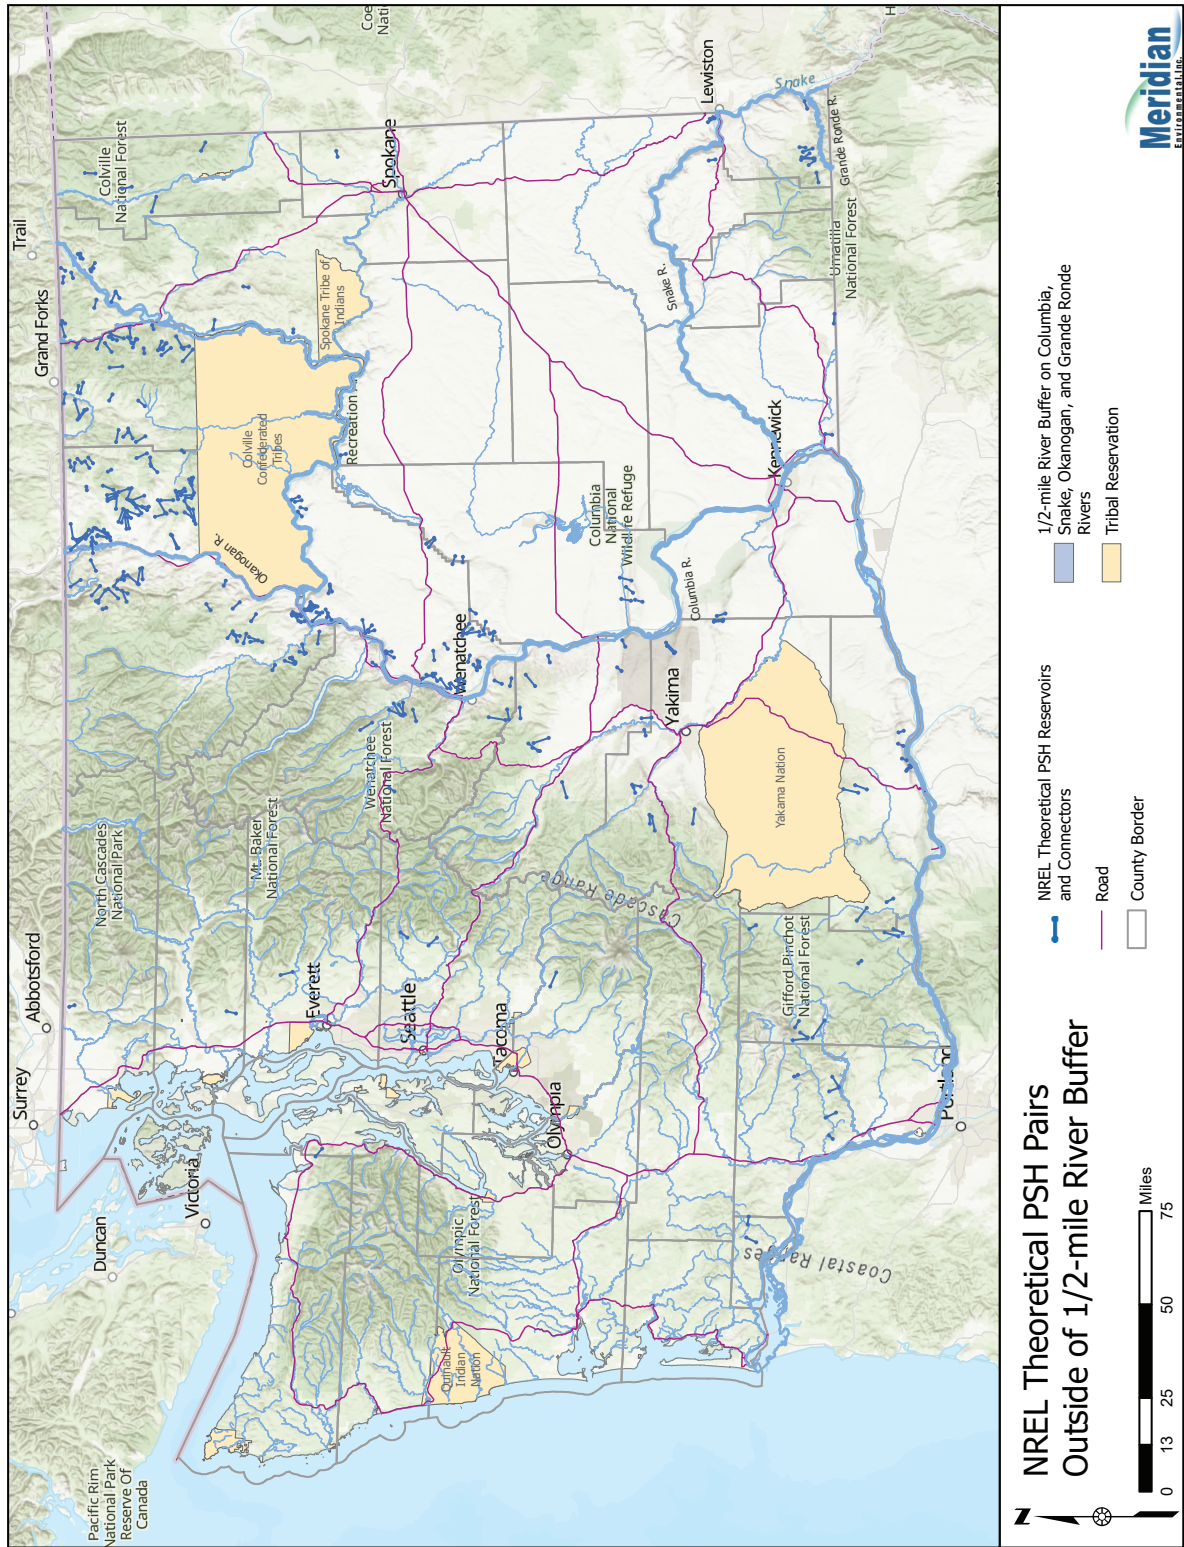 Surrey
Abbotsford
Grand Forks
Trail
Duncan
Victoria
Pacific Rim
National Park
Reserve Of
Canada
North Cascades
National Park
Mt. Baker
National Forest
Colville
National Forest
Coe
Nati
Okanogan R.
Colville
Confederated
Tribes
Spokane Tribe of
Indians
Spokane
Everett
Seattle
Wenatchee
National Forest
Wenatchee
Recreation
Olympic
National Forest
Quinault
Indian
Nation
Tacoma
Olympia
Cascade Range
Columbia
National
Wildlife Refuge
Columbia R.
Yakima
Yakama Nation
Snake R.
Lewiston
Snake
Grande Ronde R.
Umatilla
National Forest
Kennewick
Gifford Pinchot
National Forest
Coastal Ranges
Portland
H
NREL Theoretical PSH Pairs
Outside of 1/2-mile River Buffer
N
0 13 25 50 75
Miles
NREL Theoretical PSH Reservoirs
and Connectors
Road
County Border
1/2-mile River Buffer on Columbia,
Snake, Okanogan, and Grande Ronde
Rivers
Tribal Reservation
Meridian
Environmental,Inc.